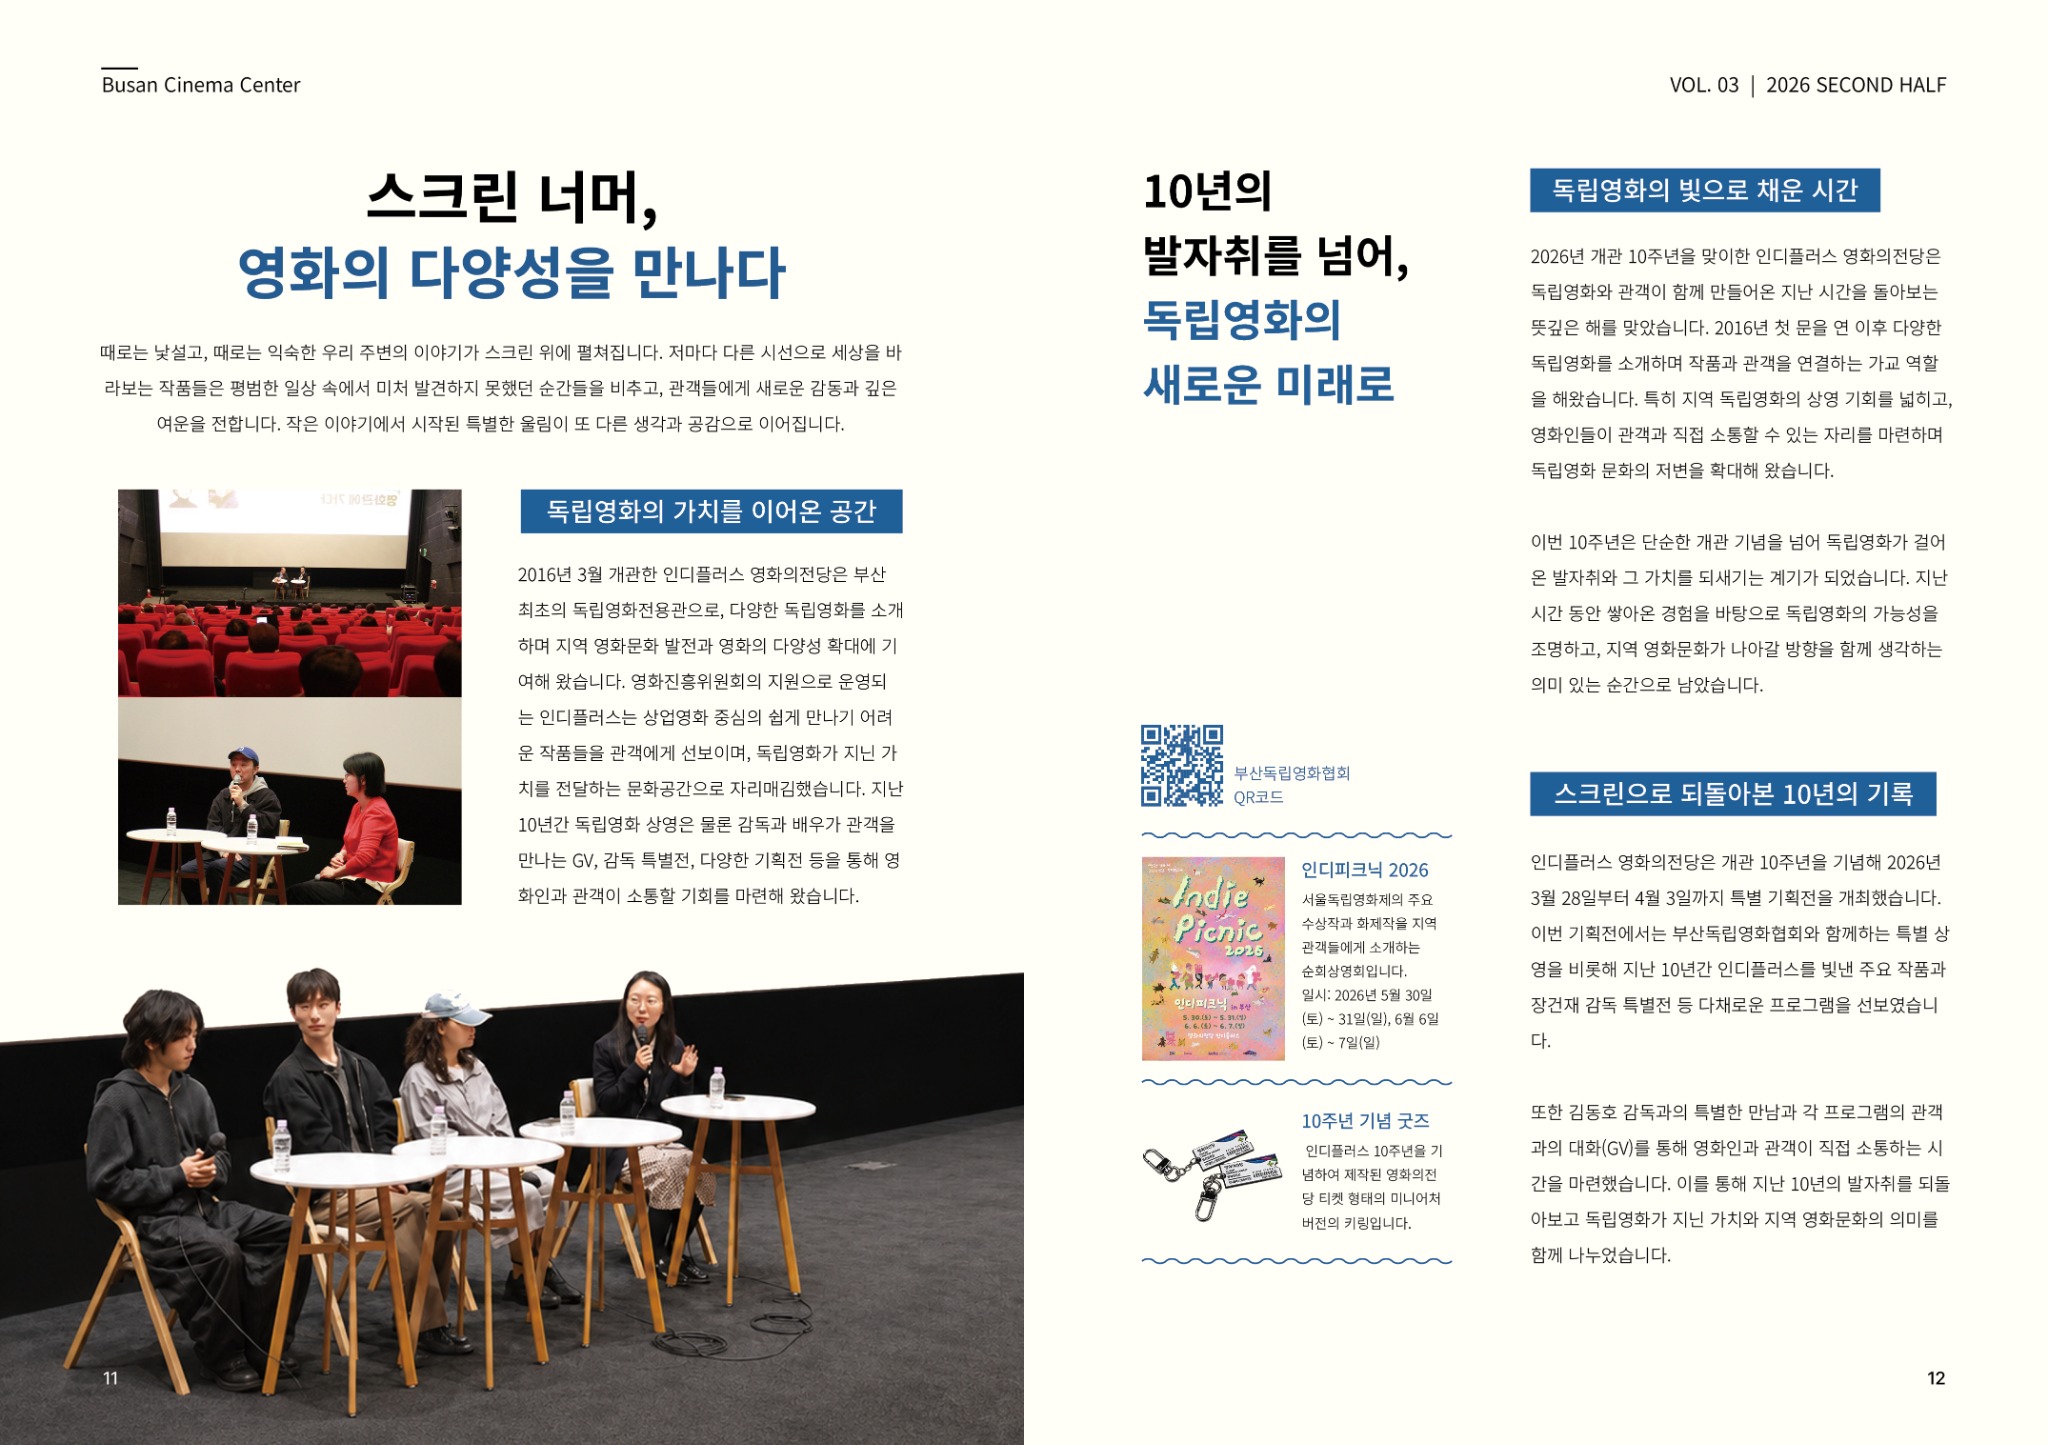 Busan Cinema Center
스크린 너머,
영화의 다양성을 만나다
때로는 낯설고, 때로는 익숙한 우리 주변의 이야기가 스크린 위에 펼쳐집니다. 저마다 다른 시선으로 세상을 바
라보는 작품들은 평범한 일상 속에서 미처 발견하지 못했던 순간들을 비추고, 관객들에게 새로운 감동과 깊은
여운을 전합니다. 작은 이야기에서 시작된 특별한 울림이 또 다른 생각과 공감으로 이어집니다.
독립영화의 가치를 이어온 공간
2016년 3월 개관한 인디플러스 영화의전당은 부산
최초의 독립영화전용관으로, 다양한 독립영화를 소개
하며 지역 영화문화 발전과 영화의 다양성 확대에 기
여해 왔습니다. 영화진흥위원회의 지원으로 운영되
는 인디플러스는 상업영화 중심의 쉽게 만나기 어려
운 작품들을 관객에게 선보이며, 독립영화가 지닌 가
치를 전달하는 문화공간으로 자리매김했습니다. 지난
10년간 독립영화 상영은 물론 감독과 배우가 관객을
만나는 GV, 감독 특별전, 다양한 기획전 등을 통해 영
화인과 관객이 소통할 기회를 마련해 왔습니다.
11
VOL. 03 | 2026 SECOND HALF
10년의
발자취를 넘어,
독립영화의
새로운 미래로
부산독립영화협회
QR코드
Indie
Picnic
2026
인디피크닉 in 부산
5. 30.(토) ~ 5. 31.(일)
6. 6.(토) ~ 6. 7.(일)
인디피크닉 2026
서울독립영화제의 주요
수상작과 화제작을 지역
관객들에게 소개하는
순회상영회입니다.
일시: 2026년 5월 30일
(토) ~ 31일(일), 6월 6일
(토) ~ 7일(일)
10주년 기념 굿즈
인디플러스 10주년을 기
념하여 제작된 영화의전
당 티켓 형태의 미니어처
버전의 키링입니다.
독립영화의 빛으로 채운 시간
2026년 개관 10주년을 맞이한 인디플러스 영화의전당은
독립영화와 관객이 함께 만들어온 지난 시간을 돌아보는
뜻깊은 해를 맞았습니다. 2016년 첫 문을 연 이후 다양한
독립영화를 소개하며 작품과 관객을 연결하는 가교 역할
을 해왔습니다. 특히 지역 독립영화의 상영 기회를 넓히고,
영화인들이 관객과 직접 소통할 수 있는 자리를 마련하며
독립영화 문화의 저변을 확대해 왔습니다.
이번 10주년은 단순한 개관 기념을 넘어 독립영화가 걸어
온 발자취와 그 가치를 되새기는 계기가 되었습니다. 지난
시간 동안 쌓아온 경험을 바탕으로 독립영화의 가능성을
조명하고, 지역 영화문화가 나아갈 방향을 함께 생각하는
의미 있는 순간으로 남았습니다.
스크린으로 되돌아본 10년의 기록
인디플러스 영화의전당은 개관 10주년을 기념해 2026년
3월 28일부터 4월 3일까지 특별 기획전을 개최했습니다.
이번 기획전에서는 부산독립영화협회와 함께하는 특별 상
영을 비롯해 지난 10년간 인디플러스를 빛낸 주요 작품과
장건재 감독 특별전 등 다채로운 프로그램을 선보였습니
다.
또한 김동호 감독과의 특별한 만남과 각 프로그램의 관객
과의 대화(GV)를 통해 영화인과 관객이 직접 소통하는 시
간을 마련했습니다. 이를 통해 지난 10년의 발자취를 되돌
아보고 독립영화가 지닌 가치와 지역 영화문화의 의미를
함께 나누었습니다.
12